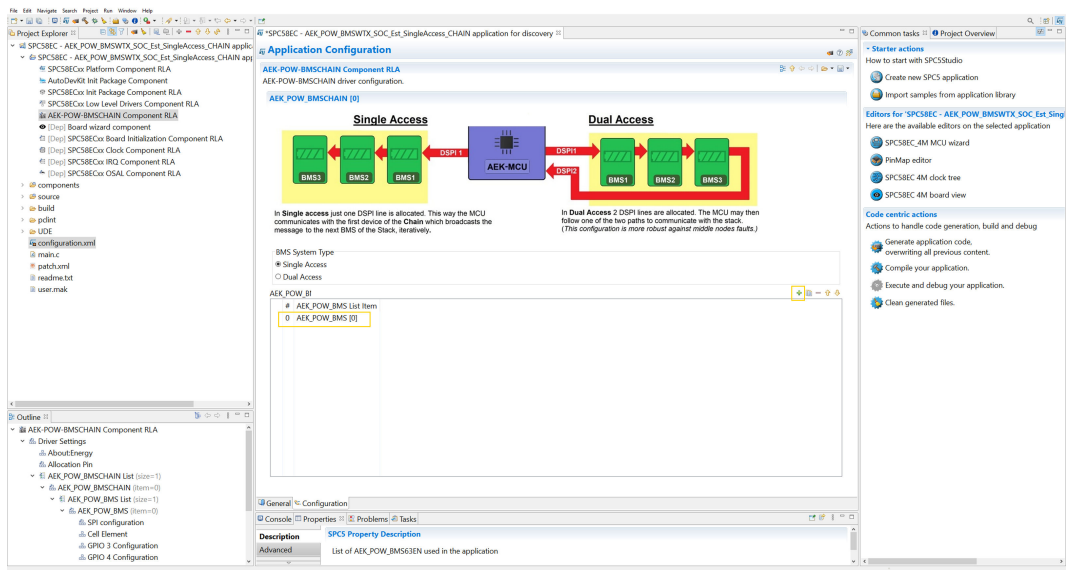 File Edit Navigate Search Project Run Window Help
Project Explorer
SPC58EC - AEK_POW_BMSWTX_SOC_Est_SingleAccess_CHAIN applic
SPC58EC - AEK_POW_BMSWTX_SOC_Est_SingleAccess_CHAIN app
SPC58ECxx Platform Component RLA
AutoDevKit Init Package Component
SPC58ECxx Init Package Component RLA
SPC58ECxx Low Level Drivers Component RLA
AEK-POW-BMSCHAIN Component RLA
[Dep] Board wizard component
[Dep] SPC58ECxx Board Initialization Component RLA
[Dep] SPC58ECxx Clock Component RLA
[Dep] SPC58ECxx IRQ Component RLA
[Dep] SPC58ECxx OSAL Component RLA
components
source
build
pclint
UDE
configuration.xml
main.c
patch.xml
readme.txt
user.mak
Outline
AEK-POW-BMSCHAIN Component RLA
Driver Settings
About:Energy
Allocation Pin
AEK_POW_BMSCHAIN List (size=1)
AEK_POW_BMSCHAIN (item=0)
AEK_POW_BMS List (size=1)
AEK_POW_BMS (item=0)
SPI configuration
Cell Element
GPIO 3 Configuration
GPIO 4 Configuration
*SPC58EC - AEK_POW_BMSWTX_SOC_Est_SingleAccess_CHAIN application for discovery
Application Configuration
AEK-POW-BMSCHAIN Component RLA
AEK-POW-BMSCHAIN driver configuration.
AEK_POW_BMSCHAIN [0]
Single Access
Dual Access
BMS3 BMS2 BMS1 DSPI 1 AEK-MCU DSPI1 DSPI2 BMS1 BMS2 BMS3
In Single access just one DSPI line is allocated. This way the MCU
communicates with the first device of the Chain which broadcasts the
message to the next BMS of the Stack, iteratively.
In Dual Access 2 DSPI lines are allocated. The MCU may then
follow one of the two paths to communicate with the stack.
(This configuration is more robust against middle nodes faults.)
BMS System Type
Single Access
Dual Access
AEK_POW_BI
# AEK_POW_BMS List Item
0 AEK_POW_BMS [0]
General Configuration
Console Properties Problems Tasks
Description
Advanced
SPC5 Property Description
List of AEK_POW_BMS63EN used in the application
Common tasks Project Overview
Starter actions
How to start with SPC5Studio
Create new SPC5 application
Import samples from application library
Editors for 'SPC58EC - AEK_POW_BMSWTX_SOC_Est_Singl
Here are the available editors on the selected application
SPC58EC_4M MCU wizard
PinMap editor
SPC58EC 4M clock tree
SPC58EC 4M board view
Code centric actions
Actions to handle code generation, build and debug
Generate application code,
overwriting all previous content.
Compile your application.
Execute and debug your application.
Clean generated files.